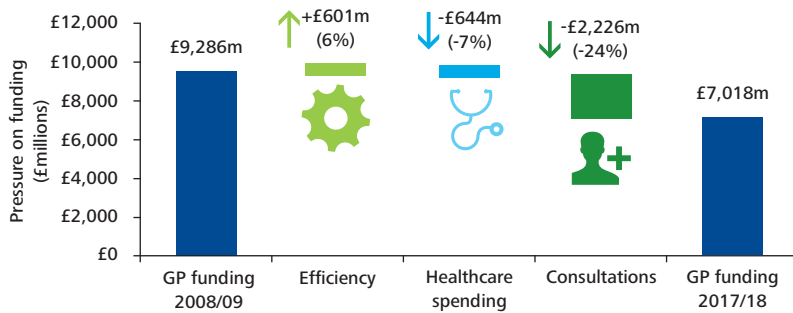 Pressure on funding
(£millions)
£12,000
£10,000
£8,000
£6,000
£4,000
£2,000
£0
£9,286m
+£601m
(6%)
-£644m
(-7%)
-£2,226m
(-24%)
£7,018m
GP funding
2008/09
Efficiency
Healthcare
spending
Consultations
GP funding
2017/18